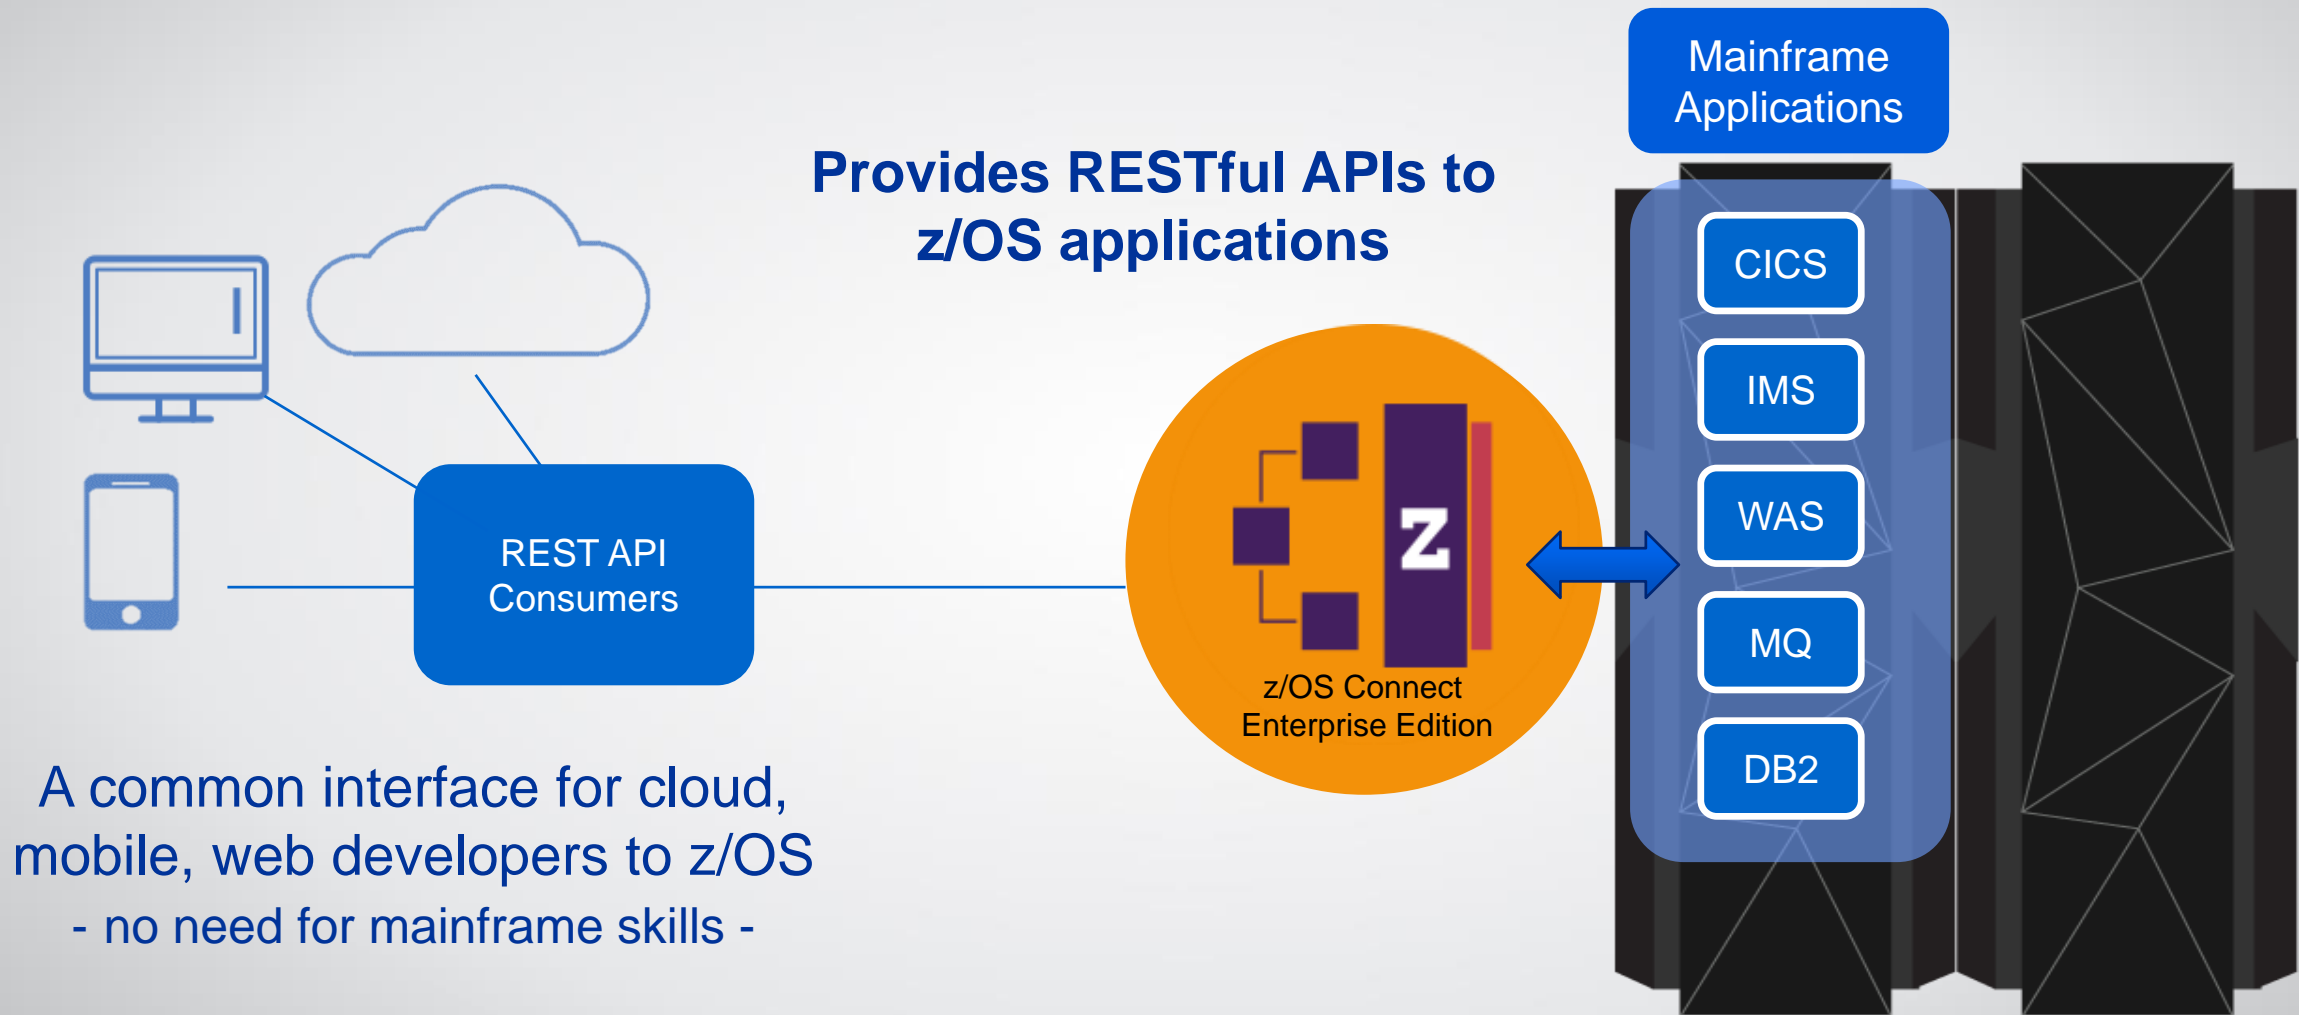 Mainframe
Applications
Provides RESTful APIs to
z/OS applications
CICS
IMS
WAS
MQ
DB2
REST API
Consumers
z
z/OS Connect
Enterprise Edition
A common interface for cloud,
mobile, web developers to z/OS
- no need for mainframe skills -